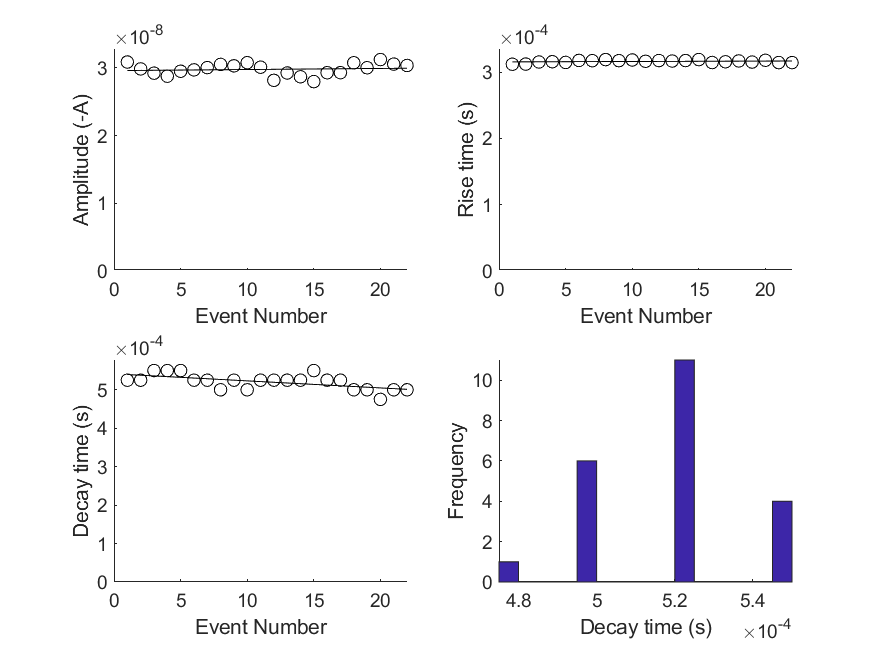 ×10⁻⁸
3
2
1
0
Amplitude (-A)
0 5 10 15 20
Event Number
×10⁻⁴
3
2
1
0
Rise time (s)
0 5 10 15 20
Event Number
×10⁻⁴
5
4
3
2
1
0
Decay time (s)
0 5 10 15 20
Event Number
10
8
6
4
2
0
Frequency
4.8 5 5.2 5.4
Decay time (s) ×10⁻⁴